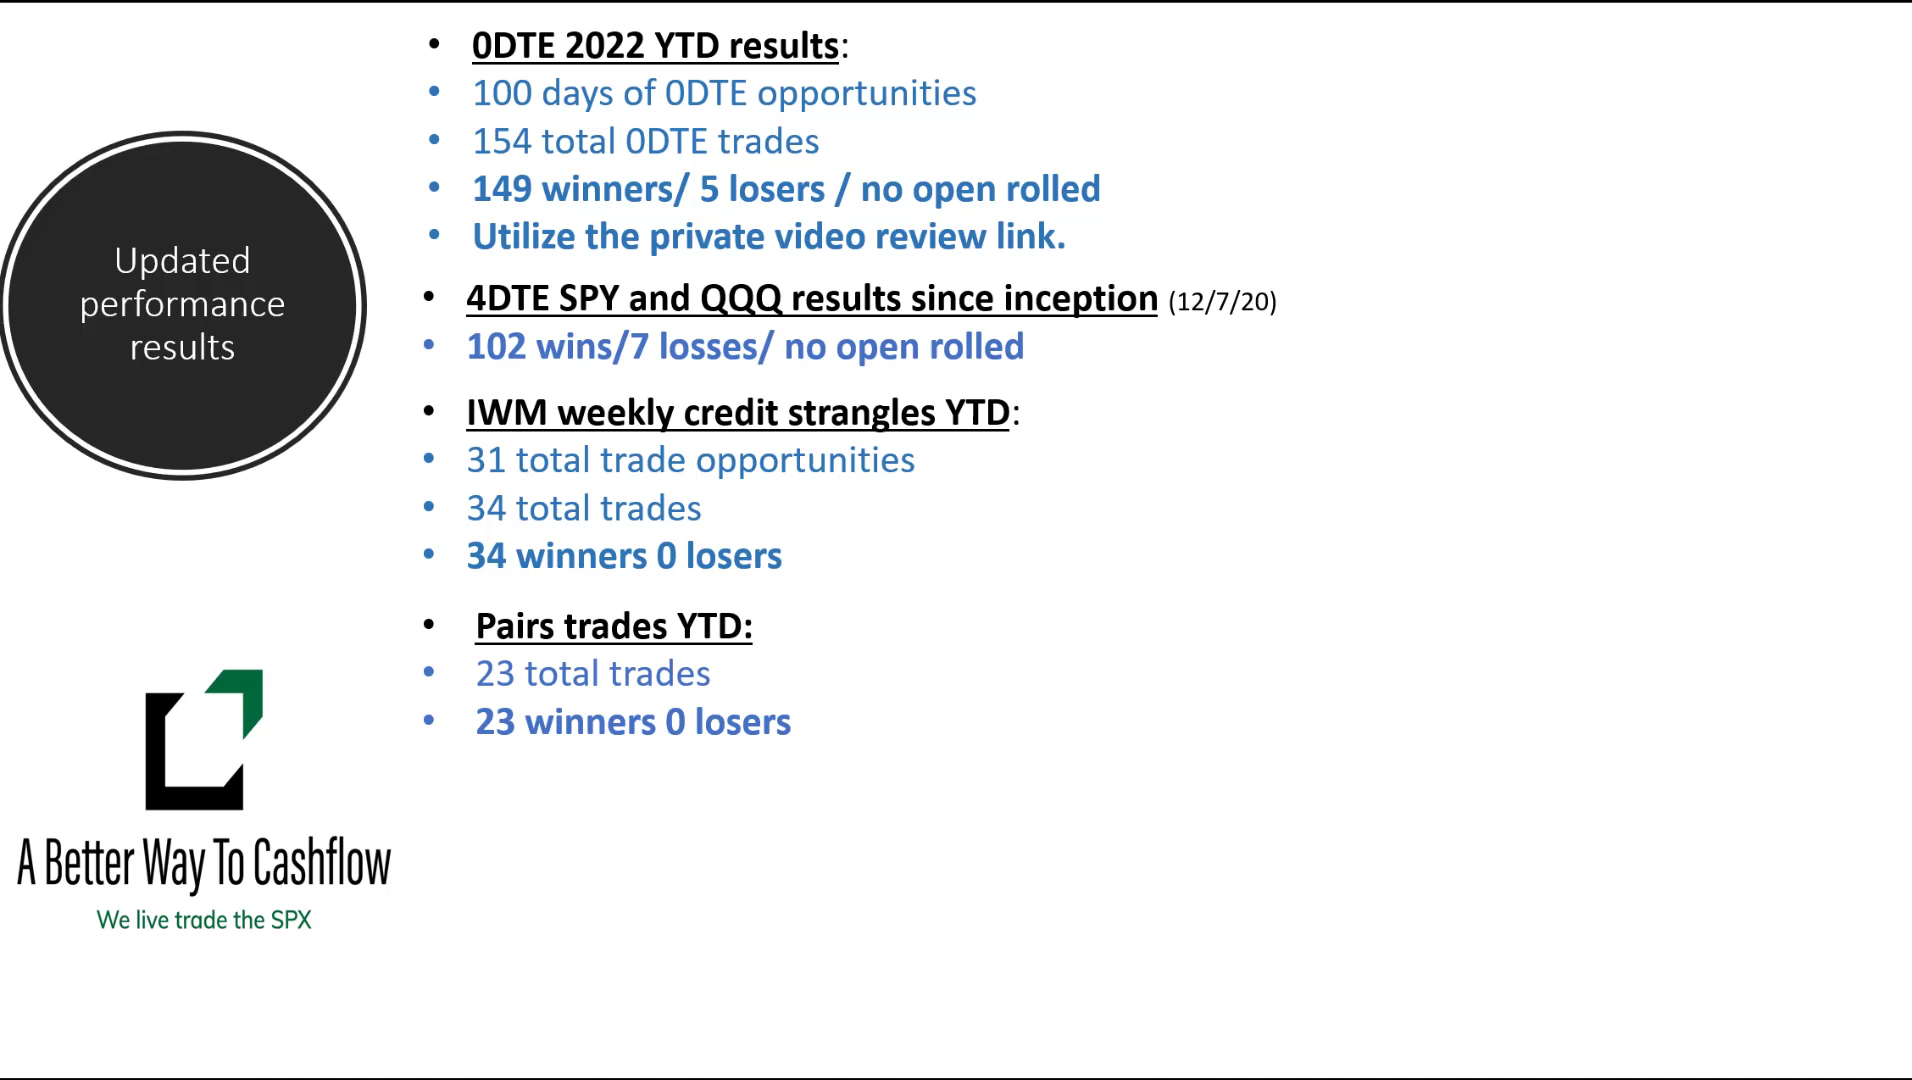 Updated
performance
results
A Better Way To Cashflow
We live trade the SPX
• 0DTE 2022 YTD results:
• 100 days of 0DTE opportunities
• 154 total 0DTE trades
• 149 winners/ 5 losers / no open rolled
• Utilize the private video review link.
• 4DTE SPY and QQQ results since inception (12/7/20)
• 102 wins/7 losses/ no open rolled
• IWM weekly credit strangles YTD:
• 31 total trade opportunities
• 34 total trades
• 34 winners 0 losers
• Pairs trades YTD:
• 23 total trades
• 23 winners 0 losers